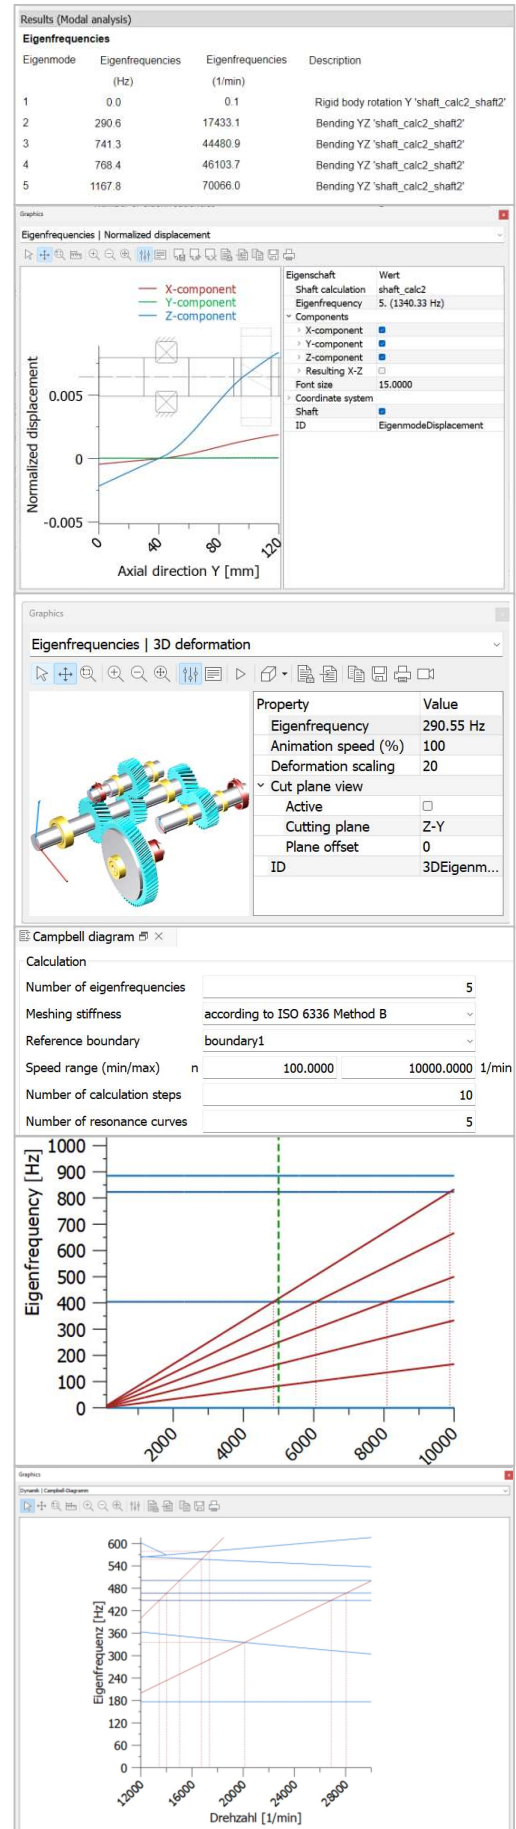 Results (Modal analysis)
Eigenfrequencies
Eigenmode Eigenfrequencies Eigenfrequencies Description
(Hz) (1/min)
1 0.0 0.1 Rigid body rotation Y 'shaft_calc2_shaft2'
2 290.6 17433.1 Bending YZ 'shaft_calc2_shaft2'
3 741.3 44480.9 Bending YZ 'shaft_calc2_shaft2'
4 768.4 46103.7 Bending YZ 'shaft_calc2_shaft2'
5 1167.8 70066.0 Bending YZ 'shaft_calc2_shaft2'
Graphics
Eigenfrequencies | Normalized displacement
Eigenschaft Wert
Shaft calculation shaft_calc2
Eigenfrequency 5. (1340.33 Hz)
Components
X-component
Y-component
Z-component
Resulting X-Z
Font size 15.0000
Coordinate system
Shaft
ID EigenmodeDisplacement
X-component
Y-component
Z-component
Normalized displacement
0.005
0
-0.005
0 40 80 120
Axial direction Y [mm]
Graphics
Eigenfrequencies | 3D deformation
Property Value
Eigenfrequency 290.55 Hz
Animation speed (%) 100
Deformation scaling 20
Cut plane view
Active
Cutting plane Z-Y
Plane offset 0
ID 3DEigenm...
Campbell diagram
Calculation
Number of eigenfrequencies 5
Meshing stiffness according to ISO 6336 Method B
Reference boundary boundary1
Speed range (min/max) n 100.0000 10000.0000 1/min
Number of calculation steps 10
Number of resonance curves 5
Eigenfrequency [Hz]
1000
900
800
700
600
500
400
300
200
100
0
2000 4000 6000 8000 10000
Graphics
Dynamik | Campbell-Diagramm
Eigenfrequenz [Hz]
600
540
480
420
360
300
240
180
120
60
0
12000 16000 20000 24000 28000
Drehzahl [1/min]